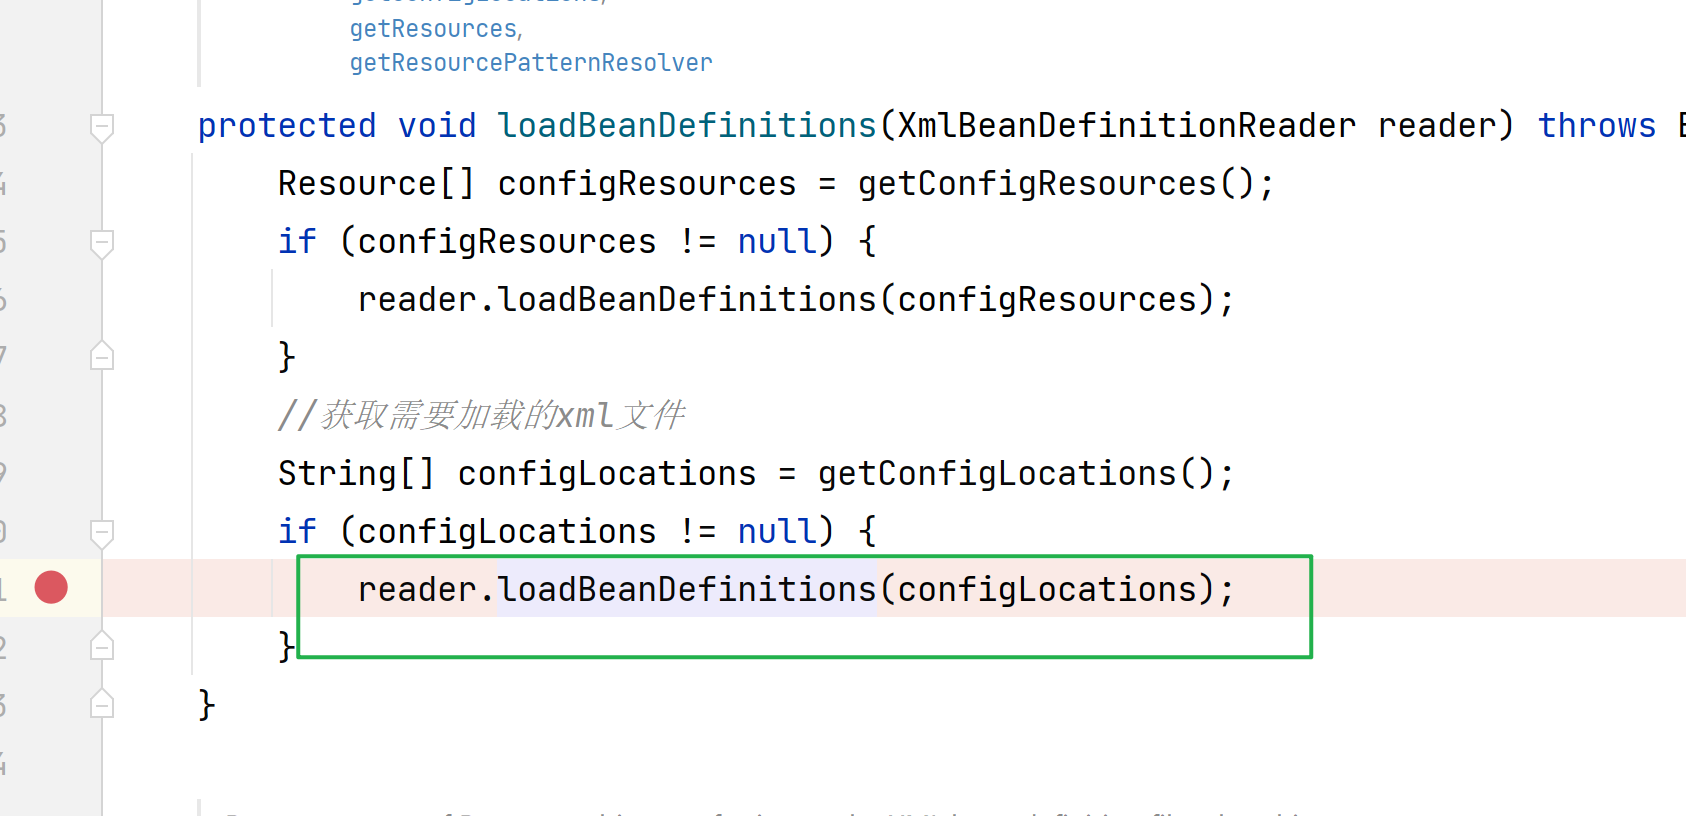 getResources,
getResourcePatternResolver
protected void loadBeanDefinitions(XmlBeanDefinitionReader reader) throws
Resource[] configResources = getConfigResources();
if (configResources != null) {
reader.loadBeanDefinitions(configResources);
}
//获取需要加载的xml文件
String[] configLocations = getConfigLocations();
if (configLocations != null) {
reader.loadBeanDefinitions(configLocations);
}
}